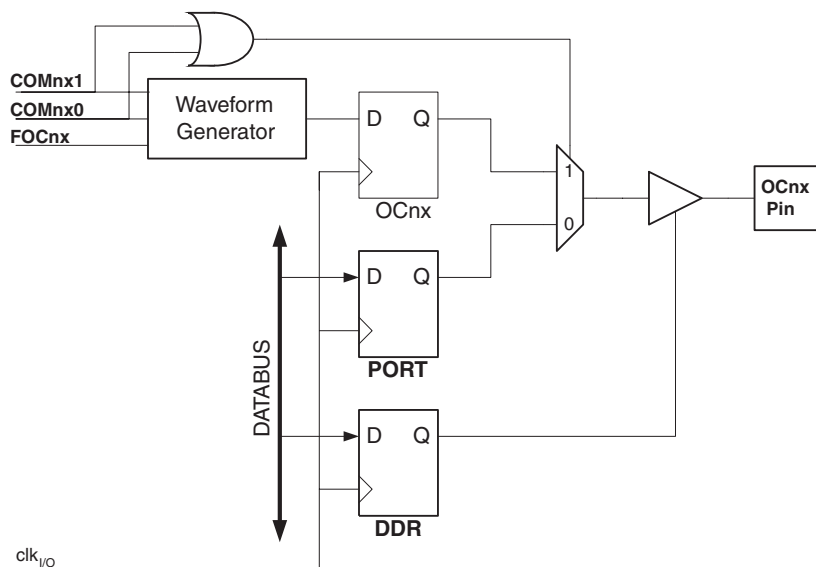 COMnx1
COMnx0
FOCnx
Waveform
Generator
D Q
OCnx
1
0
OCnx
Pin
D Q
PORT
DATABUS
D Q
DDR
clkI/O